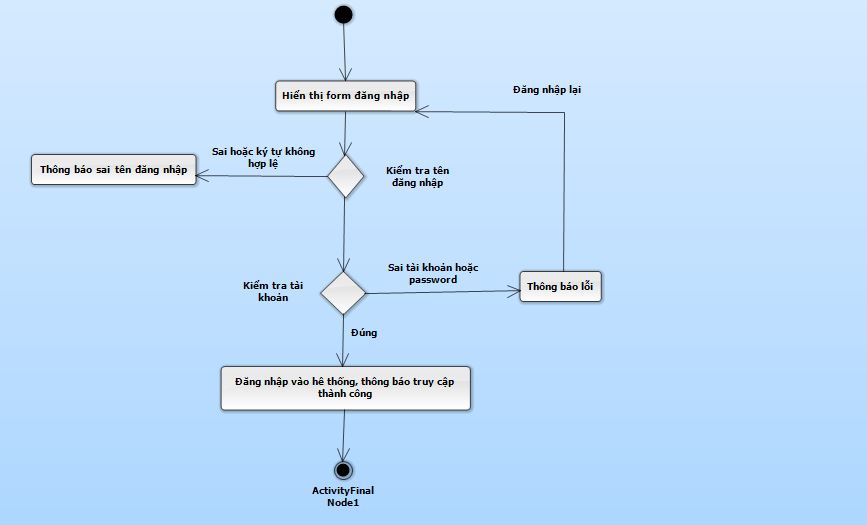 Đăng nhập lại
Hiển thị form đăng nhập
Sai hoặc ký tự không
hợp lệ
Thông báo sai tên đăng nhập
Kiểm tra tên
đăng nhập
Sai tài khoản hoặc
password
Kiểm tra tài
khoản
Thông báo lỗi
Đúng
Đăng nhập vào hê thống, thông báo truy cập
thành công
ActivityFinal
Node1